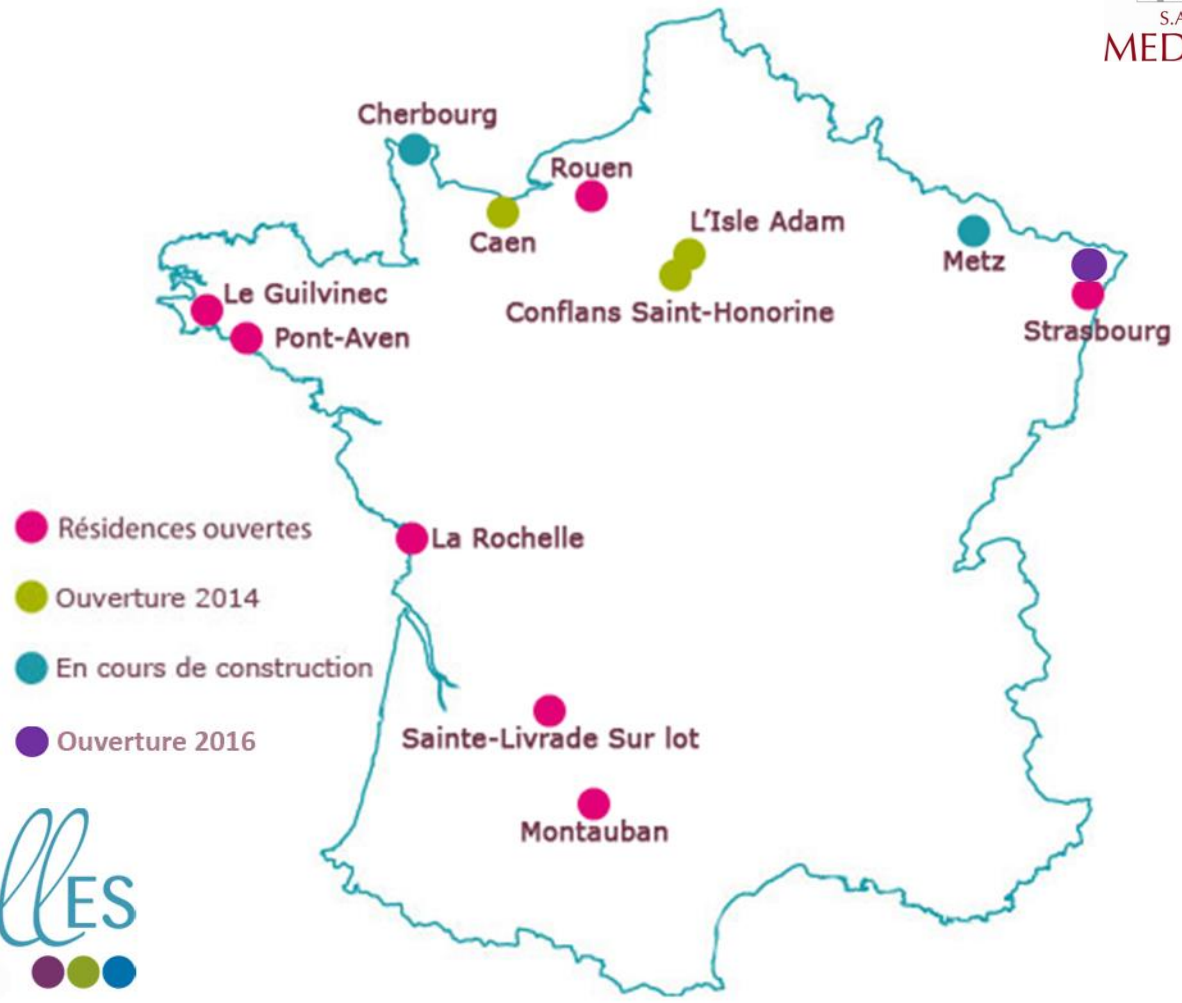 S.A
MED
Cherbourg
Rouen
L'Isle Adam
Caen
Metz
Le Guilvinec
Conflans Saint-Honorine
Strasbourg
Pont-Aven
Résidences ouvertes
La Rochelle
Ouverture 2014
En cours de construction
Sainte-Livrade Sur lot
Ouverture 2016
Montauban
llES